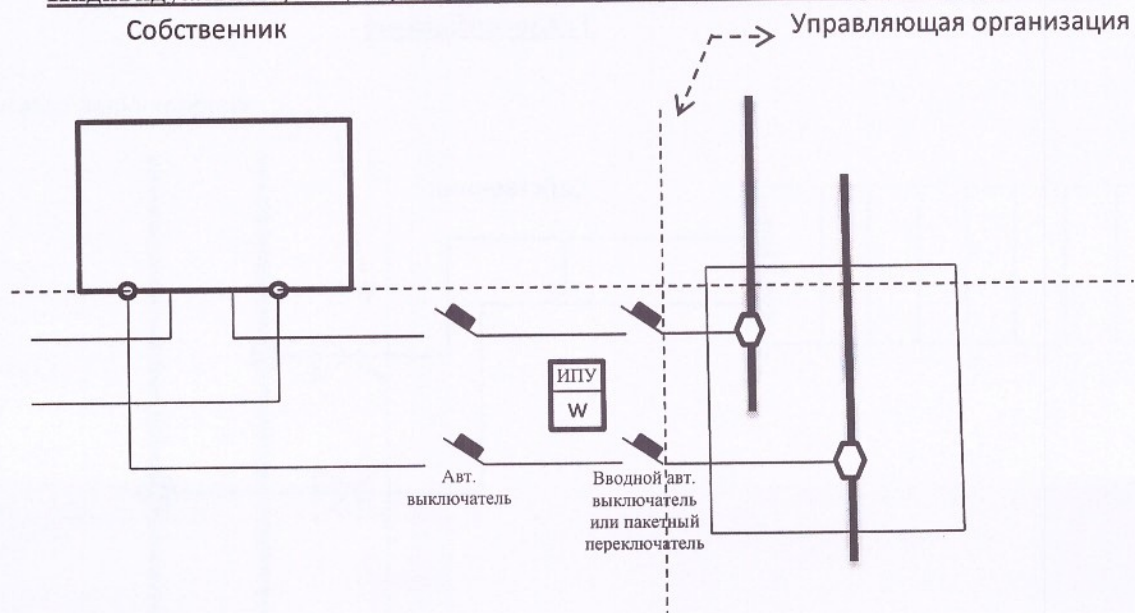 Собственник
Управляющая организация
ИПУ
W
Авт.
выключатель
Вводной авт.
выключатель
или пакетный
переключатель